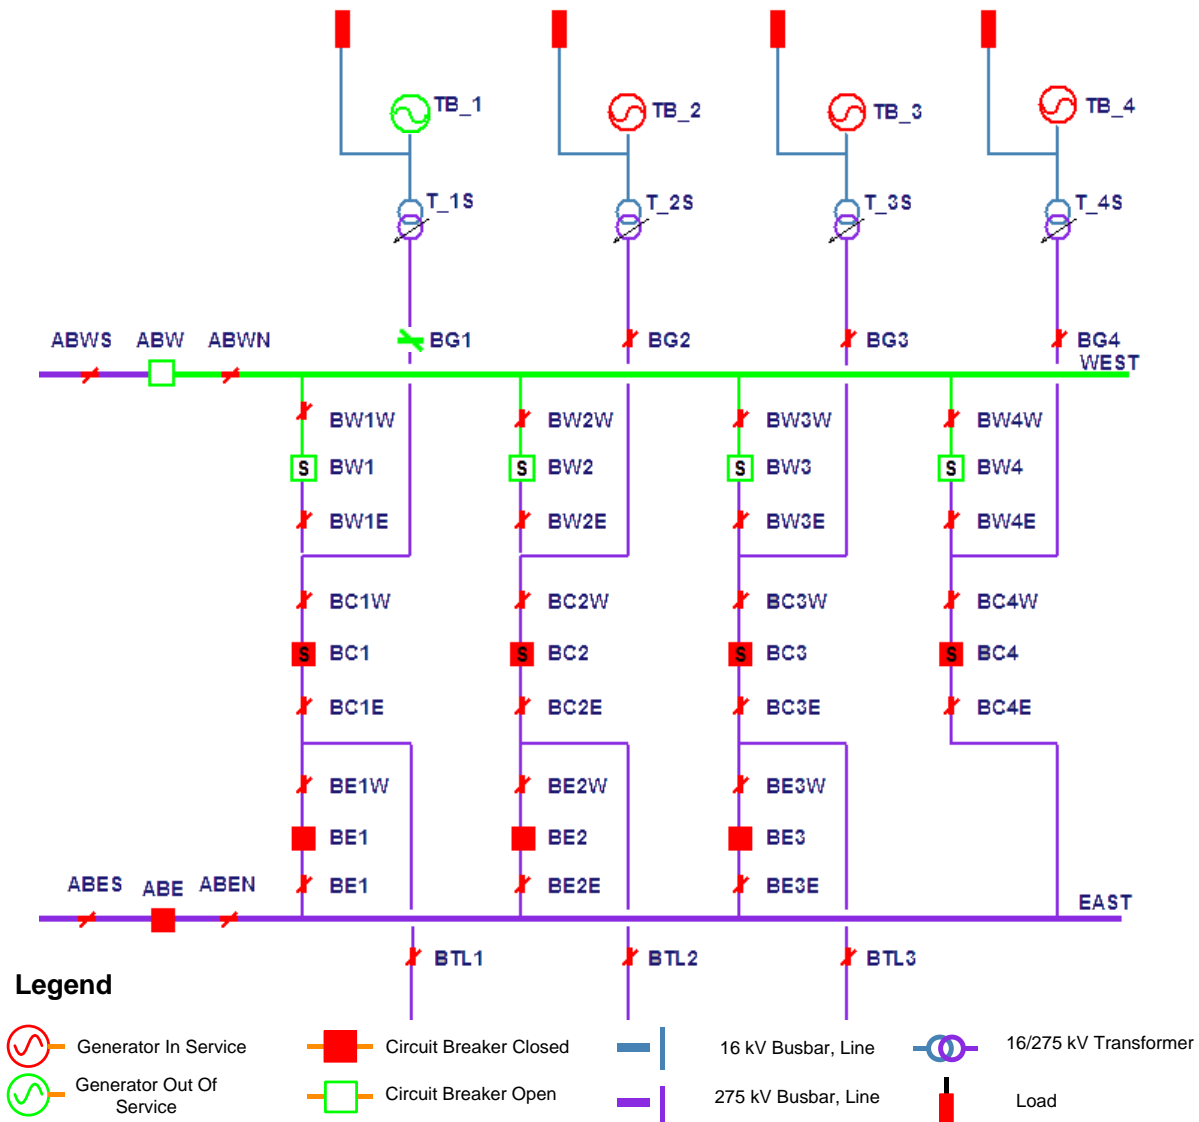 TB_1
TB_2
TB_3
TB_4
T_1S
T_2S
T_3S
T_4S
ABWS ABW ABWN
BG1
BG2
BG3
BG4
WEST
BW1W
BW2W
BW3W
BW4W
S BW1
S BW2
S BW3
S BW4
BW1E
BW2E
BW3E
BW4E
BC1W
BC2W
BC3W
BC4W
S BC1
S BC2
S BC3
S BC4
BC1E
BC2E
BC3E
BC4E
BE1W
BE2W
BE3W
BE1
BE2
BE3
ABES ABE ABEN
BE1
BE2E
BE3E
EAST
BTL1
BTL2
BTL3
Legend
Generator In Service
Circuit Breaker Closed
16 kV Busbar, Line
16/275 kV Transformer
Generator Out Of
Service
Circuit Breaker Open
275 kV Busbar, Line
Load